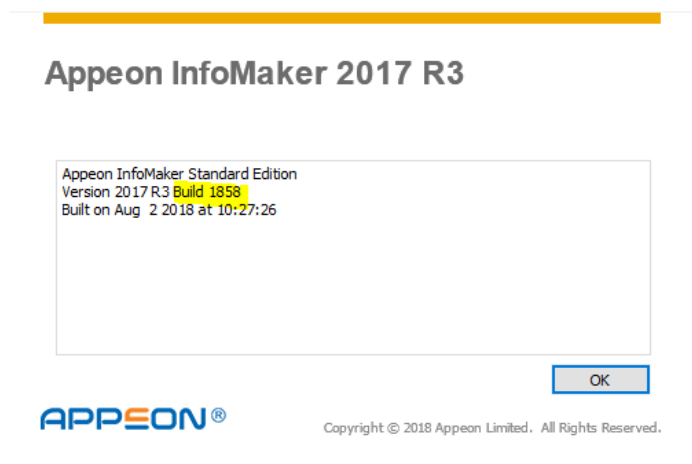 Appeon InfoMaker 2017 R3
Appeon InfoMaker Standard Edition
Version 2017 R3 Build 1858
Built on Aug  2 2018 at 10:27:26
OK
APPEON®
Copyright © 2018 Appeon Limited.  All Rights Reserved.